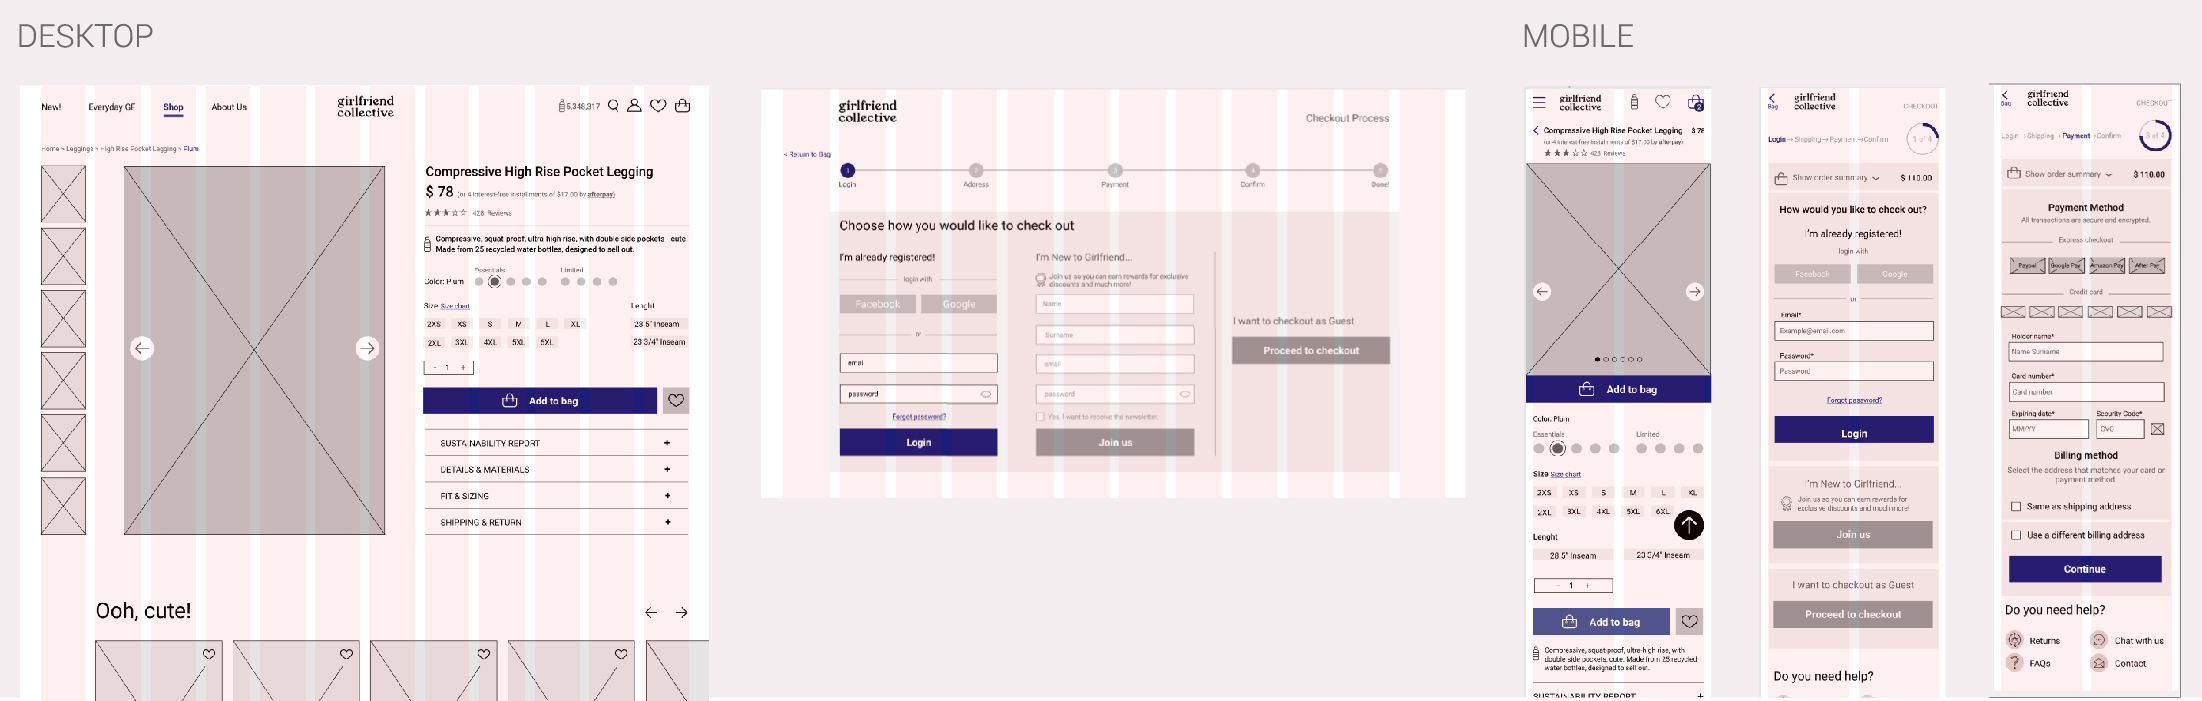 DESKTOP
New!
Everyday GF
Shop
About Us
girlfriend
collective
5,348,317
Home > Leggings > High Rise Pocket Legging > Plum
Compressive High Rise Pocket Legging
$ 78 (or 4 interest-free installments of $17.00 by afterpay)
428 Reviews
Compressive, squat-proof, ultra-high rise, with double side pockets cute.
Made from 25 recycled water bottles, designed to sell out.
Essentials
Limited
Color: Plum
Size Size chart
Lenght
2XS XS S M L XL
28.5" Inseam
2XL 3XL 4XL 5XL 6XL
23 3/4" Inseam
- 1 +
Add to bag
SUSTAINABILITY REPORT +
DETAILS & MATERIALS +
FIT & SIZING +
SHIPPING & RETURN +
Ooh, cute!
girlfriend
collective
Checkout Process
< Return to Bag
1 2 3 4 5
Login
Address
Payment
Confirm
Done!
Choose how you would like to check out
I'm already registered!
login with
Facebook
Google
or
email
password
Forgot password?
Login
I'm New to Girlfriend...
Join us so you can earn rewards for exclusive
discounts and much more!
Name
Surname
email
password
Yes, I want to receive the newsletter.
Join us
I want to checkout as Guest
Proceed to checkout
MOBILE
girlfriend
collective
2
Compressive High Rise Pocket Legging $ 78
(or 4 interest-free installments of $17.00 by afterpay)
428 Reviews
Add to bag
Color: Plum
Essentials
Limited
Size Size chart
2XS XS S M L XL
2XL 3XL 4XL 5XL 6XL
Lenght
28.5" Inseam
23 3/4" Inseam
- 1 +
Add to bag
Compressive, squat-proof, ultra-high-rise, with
double side pockets, cute. Made from 25 recycled
water bottles, designed to sell out.
SUSTAINABILITY REPORT +
Bag
girlfriend
collective
CHECKOUT
Login → Shipping → Payment → Confirm
1 of 4
Show order summary
$ 110.00
How would you like to check out?
I'm already registered!
login with
Facebook
Google
or
Email*
Example@email.com
Password*
Password
Forgot password?
Login
I'm New to Girlfriend...
Join us so you can earn rewards for
exclusive discounts and much more!
Join us
I want to checkout as Guest
Proceed to checkout
Do you need help?
Bag
girlfriend
collective
CHECKOUT
Login → Shipping → Payment → Confirm
3 of 4
Show order summary
$ 110.00
Payment Method
All transactions are secure and encrypted.
Express checkout
Paypal
Google Pay
Amazon Pay
After Pay
Credit card
Holder name*
Name Surname
Card number*
Card number
Expiring date*
Security Code*
MM/YY
CVC
Billing method
Select the address that matches your card or
payment method.
Same as shipping address
Use a different billing address
Continue
Do you need help?
Returns
Chat with us
FAQs
Contact